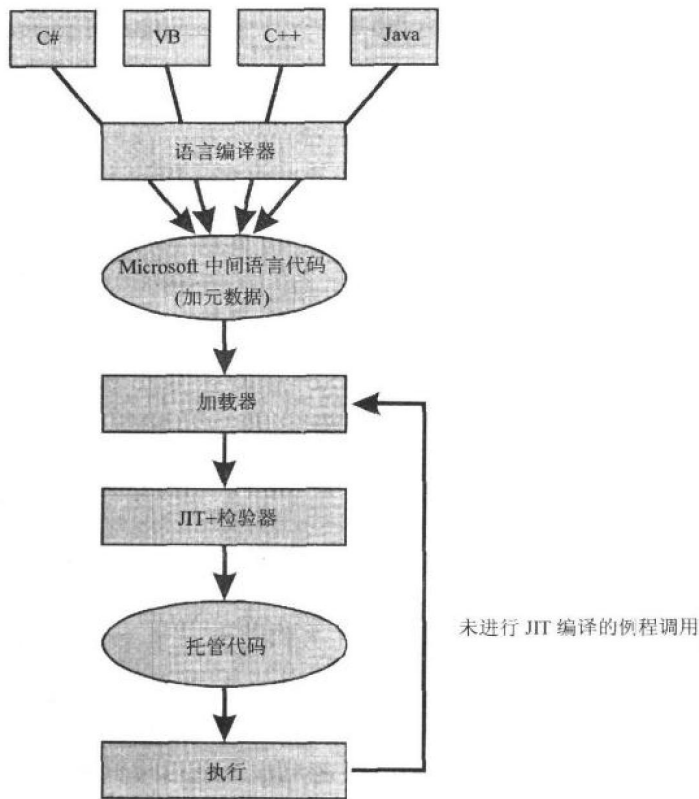 C#
VB
C++
Java
语言编译器
Microsoft 中间语言代码
(加元数据)
加载器
JIT+检验器
托管代码
未进行 JIT 编译的例程调用
执行